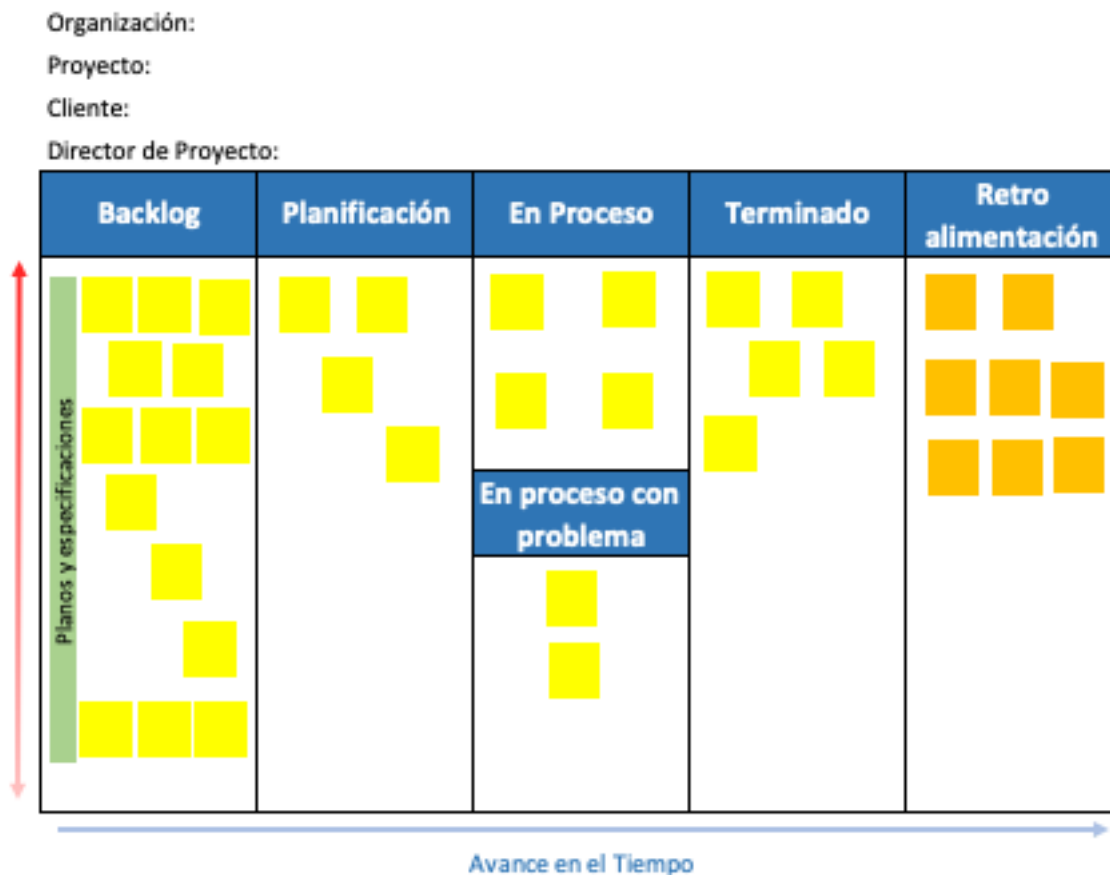 Organización:
Proyecto:
Cliente:
Director de Proyecto:
Backlog
Planificación
En Proceso
Terminado
Retro
alimentación
Planos y especificaciones
En proceso con
problema
Avance en el Tiempo